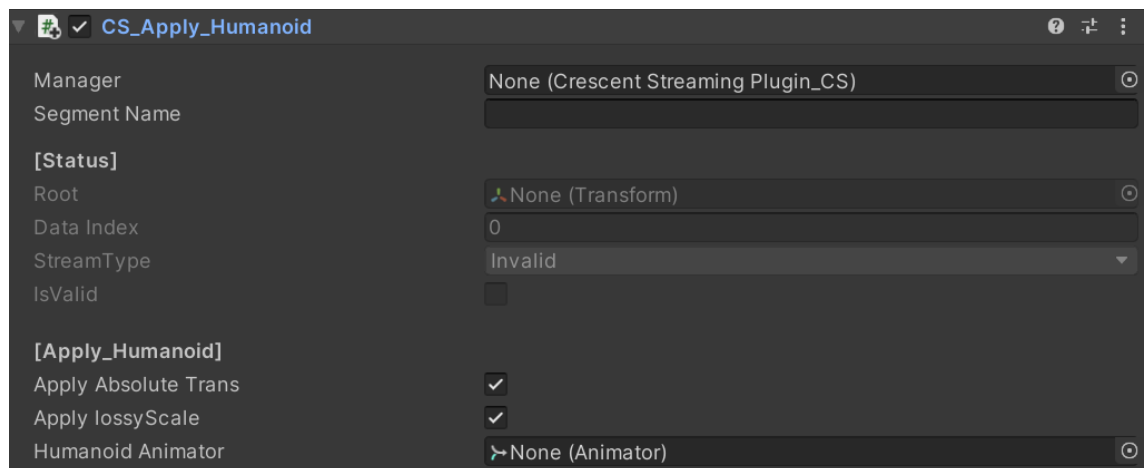 CS_Apply_Humanoid
Manager None (Crescent Streaming Plugin_CS)
Segment Name
[Status]
Root None (Transform)
Data Index 0
StreamType Invalid
IsValid
[Apply_Humanoid]
Apply Absolute Trans
Apply lossyScale
Humanoid Animator None (Animator)